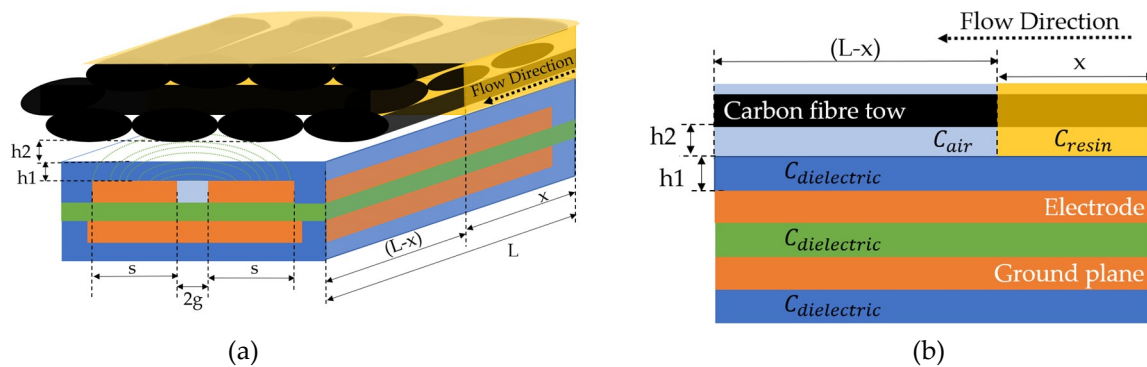 Flow Direction
h2
h1
s
2g
s
(L-x)
x
L
(a)
Flow Direction
(L-x)
x
Carbon fibre tow
h2
C_air
C_resin
h1
C_dielectric
Electrode
C_dielectric
Ground plane
C_dielectric
(b)